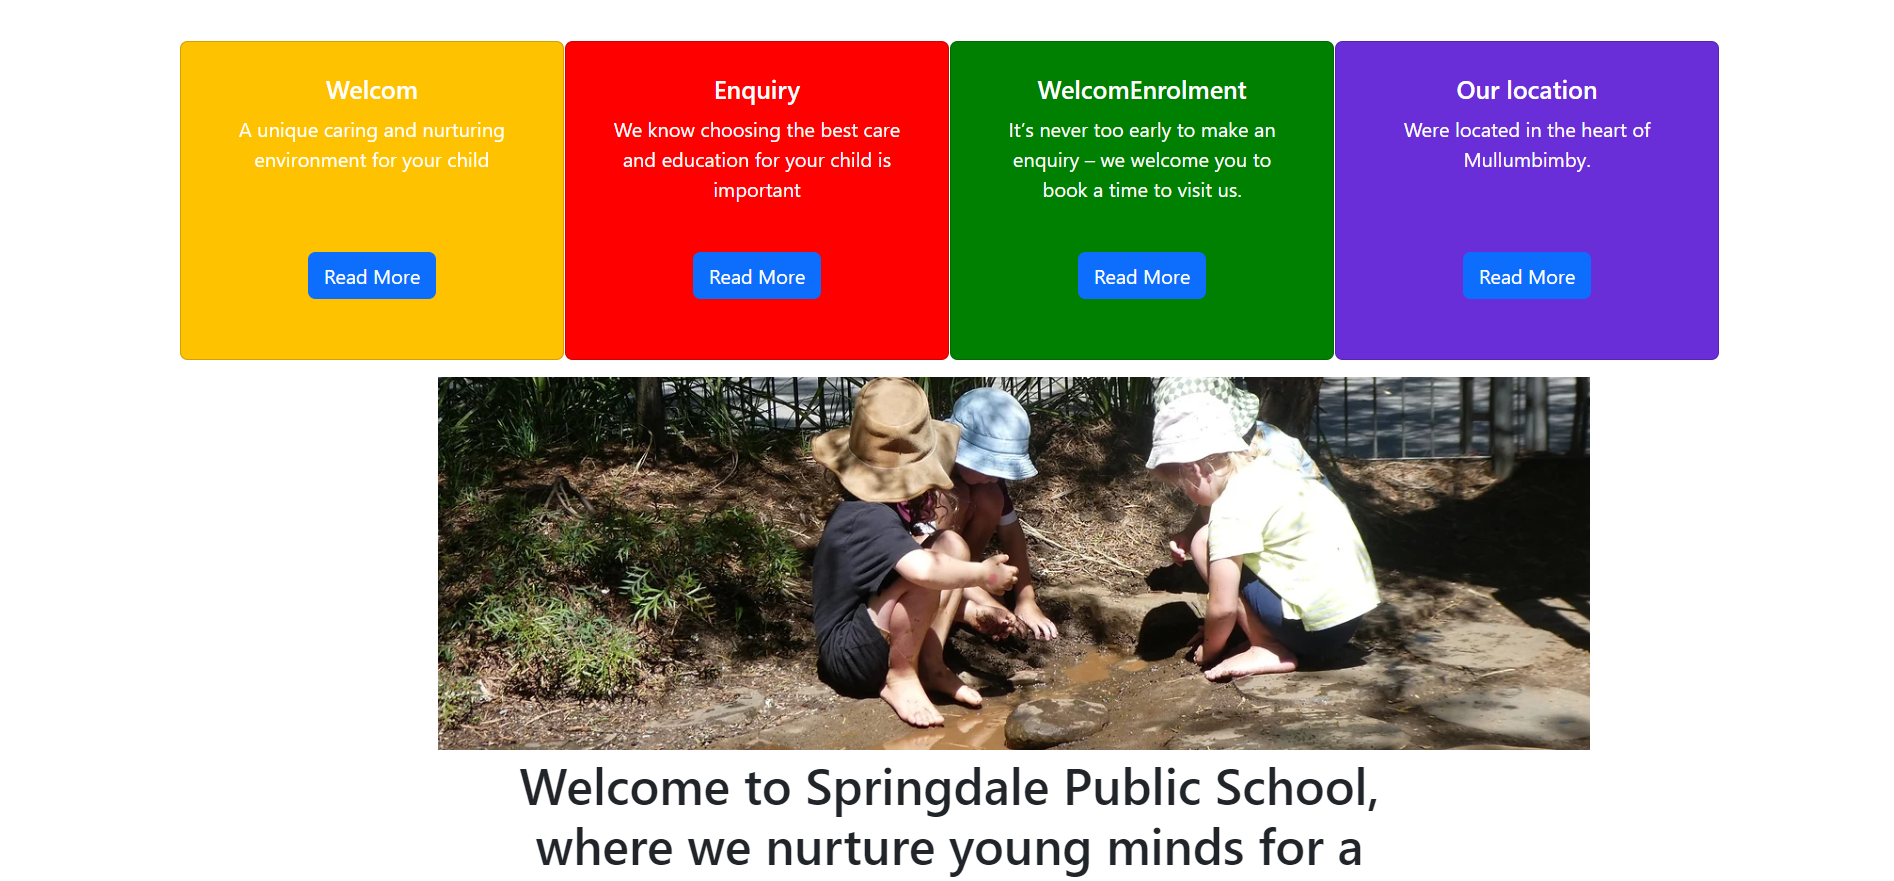 Welcom
A unique caring and nurturing
environment for your child
Read More
Enquiry
We know choosing the best care
and education for your child is
important
Read More
WelcomEnrolment
It’s never too early to make an
enquiry – we welcome you to
book a time to visit us.
Read More
Our location
Were located in the heart of
Mullumbimby.
Read More
Welcome to Springdale Public School,
where we nurture young minds for a